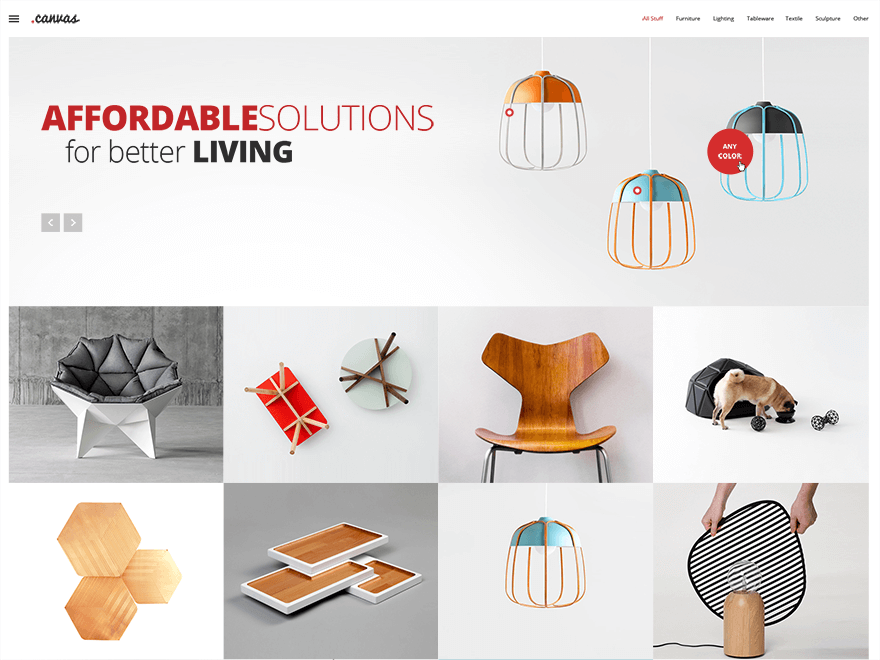 .canvas
All Stuff Furniture Lighting Tableware Textile Sculpture Other
AFFORDABLESOLUTIONS
for better LIVING
ANY
COLOR